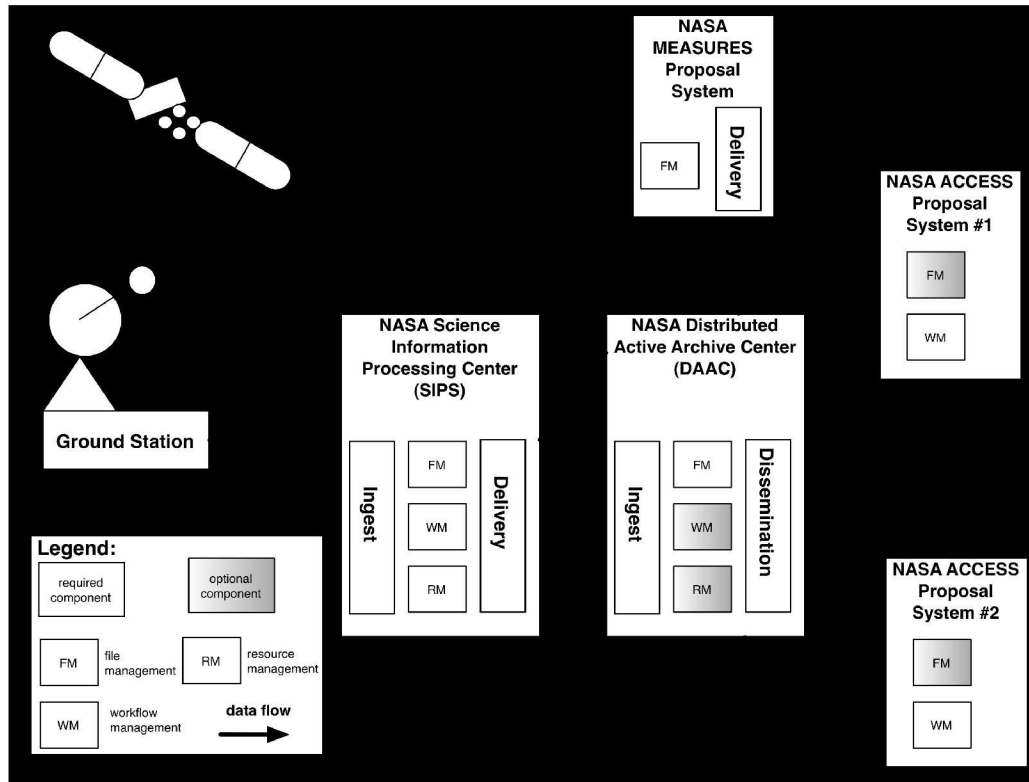 NASA
MEASURES
Proposal
System
FM
Delivery
NASA ACCESS
Proposal
System #1
FM
WM
NASA Science
Information
Processing Center
(SIPS)
Ingest
FM
WM
RM
Delivery
NASA Distributed
Active Archive Center
(DAAC)
Ingest
FM
WM
RM
Dissemination
Ground Station
Legend:
required
component
optional
component
FM
file
management
RM
resource
management
WM
workflow
management
data flow
NASA ACCESS
Proposal
System #2
FM
WM